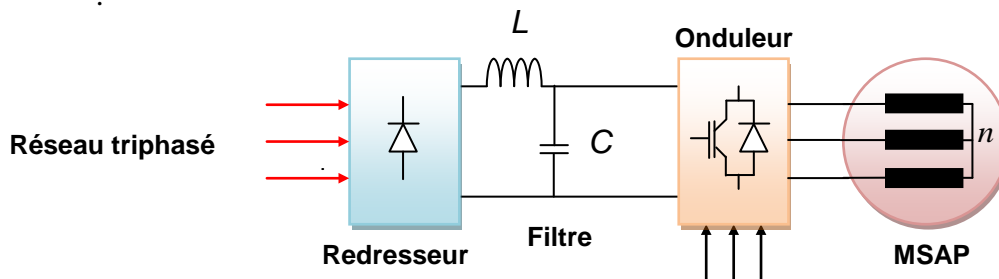 L
Onduleur
Réseau triphasé
C
n
Redresseur
Filtre
MSAP